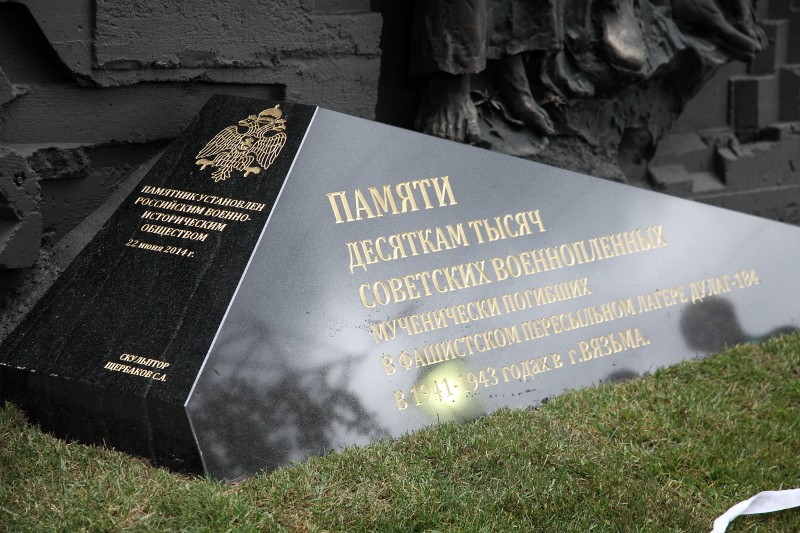 ПАМЯТНИК УСТАНОВЛЕН
РОССИЙСКИМ ВОЕННО-
ИСТОРИЧЕСКИМ
ОБЩЕСТВОМ
22 ИЮНЯ 2014 Г.
СКУЛЬПТОР
ЩЕРБАКОВ С.А.
ПАМЯТИ
ДЕСЯТКАМ ТЫСЯЧ
СОВЕТСКИХ ВОЕННОПЛЕННЫХ
МУЧЕНИЧЕСКИ ПОГИБШИХ
В ФАШИСТСКОМ ПЕРЕСЫЛЬНОМ ЛАГЕРЕ ДУЛАГ-184
В 1941-1943 годах в г.ВЯЗЬМА.